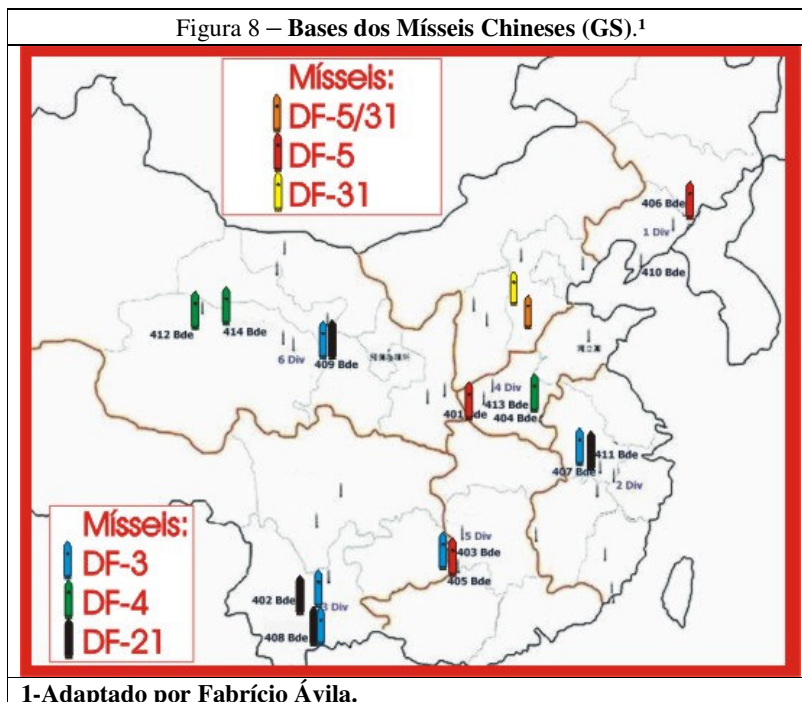 Figura 8 – Bases dos Mísseis Chineses (GS).¹
Mísseis:
DF-5/31
DF-5
DF-31
406 Bde
1 Div
410 Bde
412 Bde
414 Bde
6 Div
409 Bde
4 Div
401 Bde
413 Bde
404 Bde
411 Bde
407 Bde
2 Div
5 Div
403 Bde
405 Bde
402 Bde
3 Div
408 Bde
Mísseis:
DF-3
DF-4
DF-21
1-Adaptado por Fabrício Ávila.